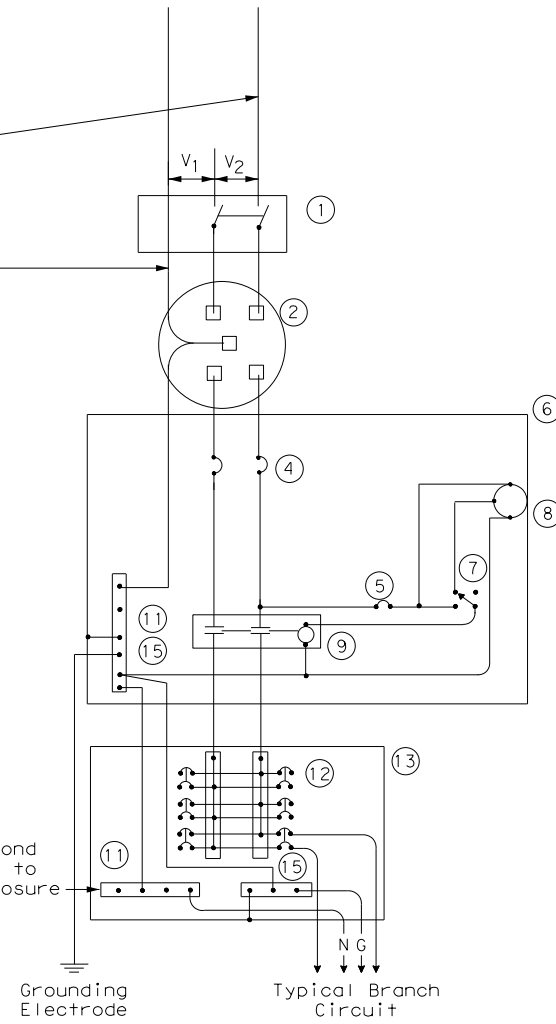 V1
V2
1
2
6
4
8
5
7
11
15
9
13
12
ond
to
osure
11
15
N G
Grounding
Electrode
Typical Branch
Circuit